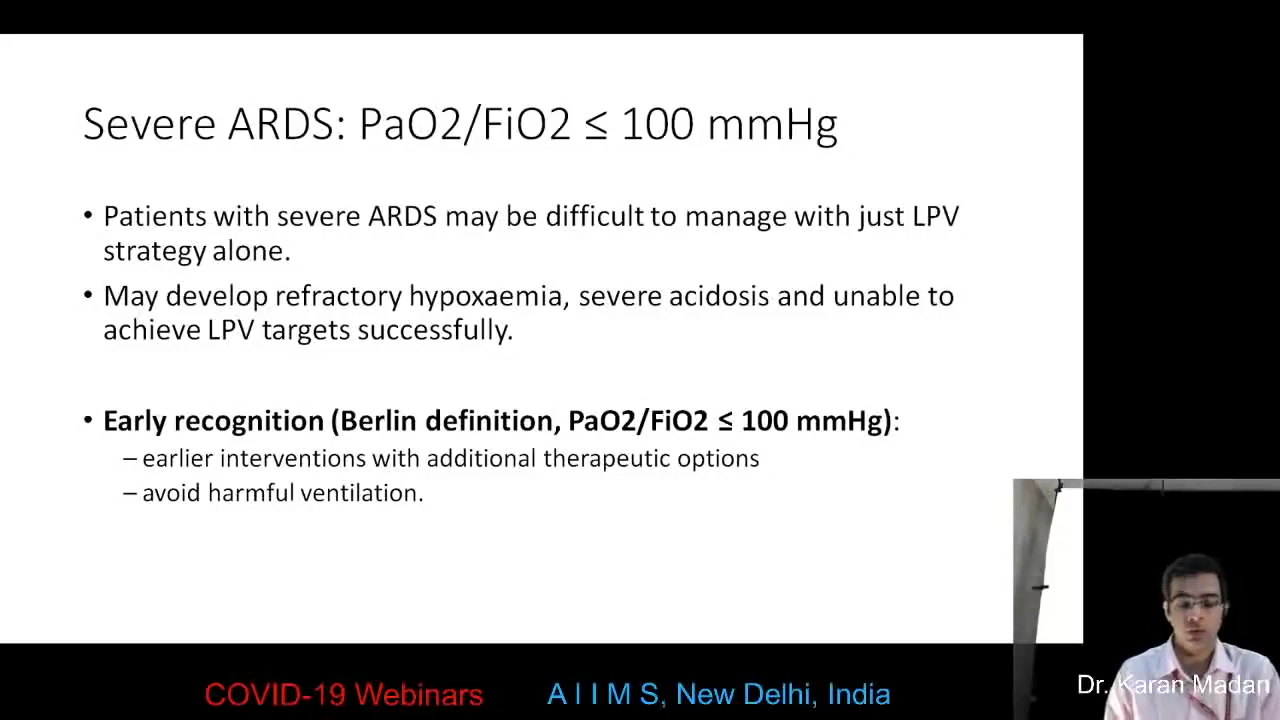 Severe ARDS: PaO2/FiO2 ≤ 100 mmHg
• Patients with severe ARDS may be difficult to manage with just LPV
strategy alone.
• May develop refractory hypoxaemia, severe acidosis and unable to
achieve LPV targets successfully.
• Early recognition (Berlin definition, PaO2/FiO2 ≤ 100 mmHg):
– earlier interventions with additional therapeutic options
– avoid harmful ventilation.
Dr. Karan Madan
COVID-19 Webinars A I I M S, New Delhi, India